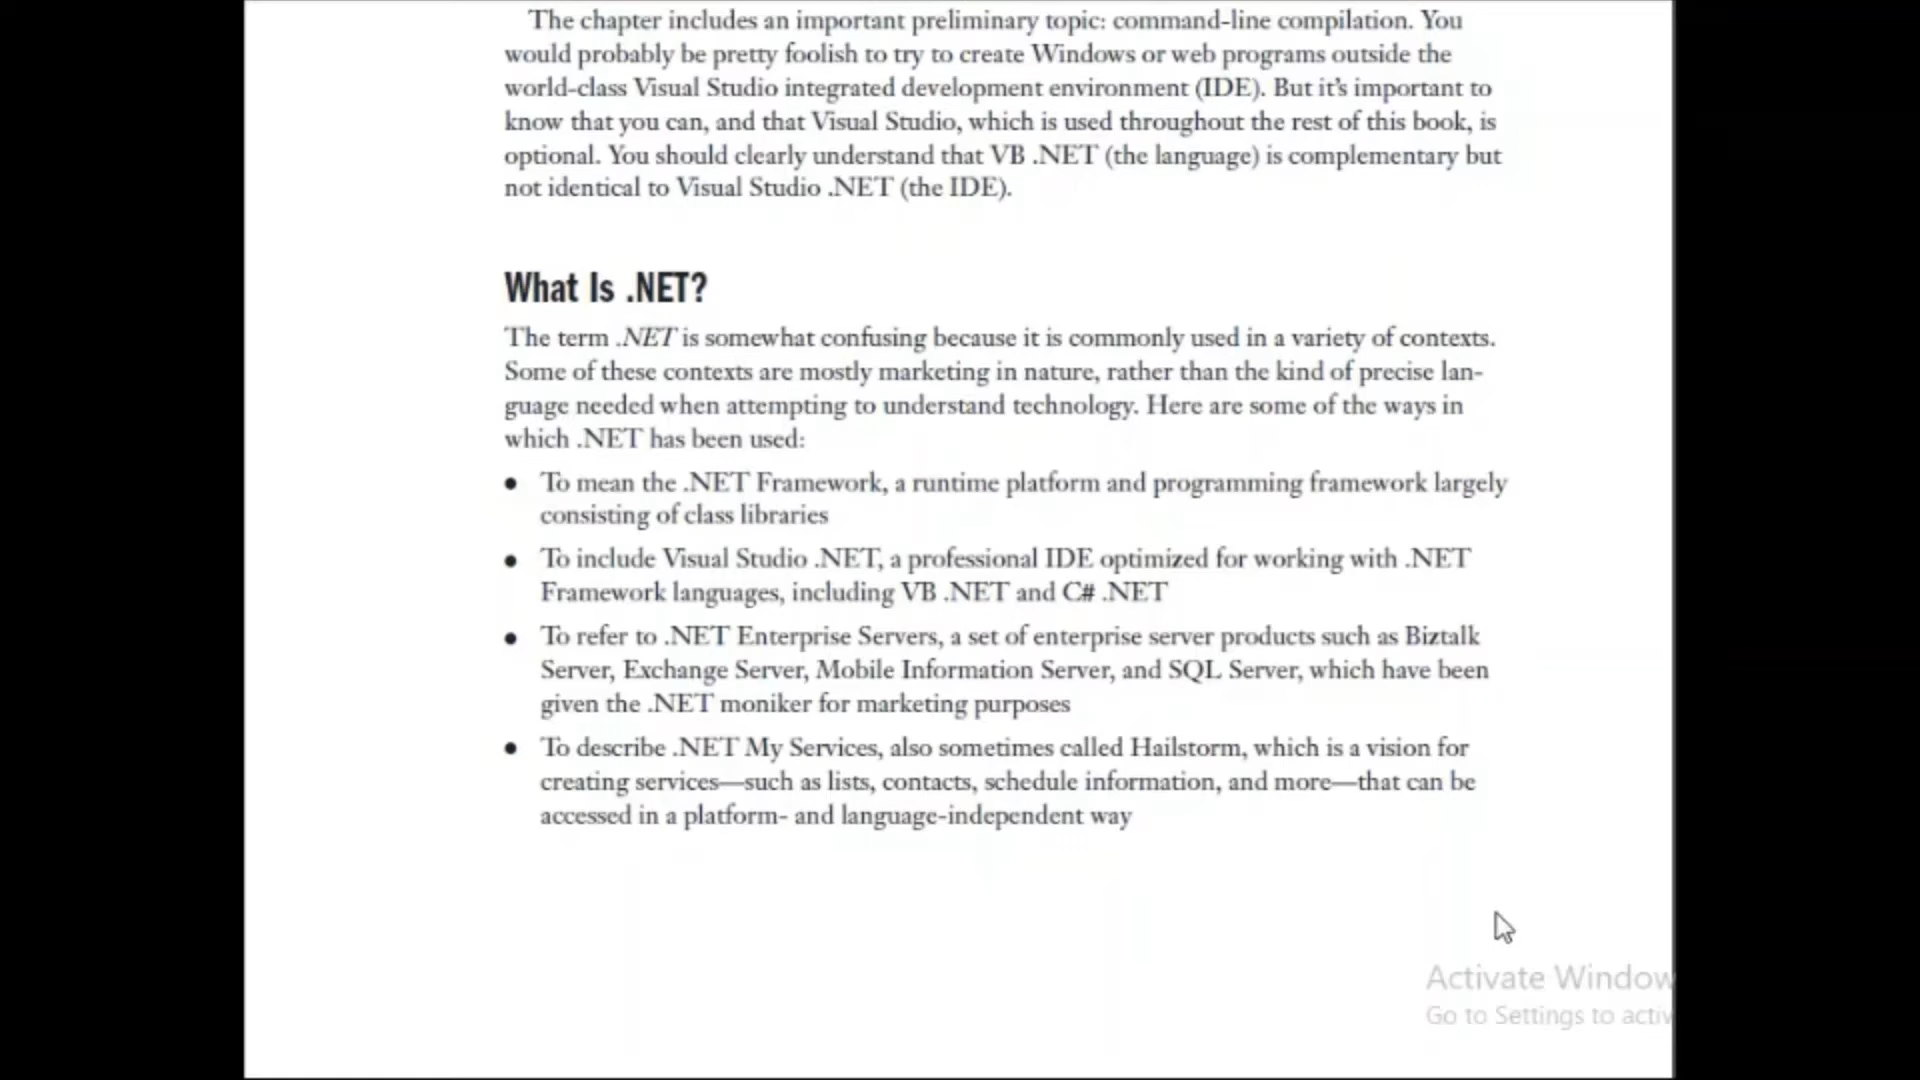 The chapter includes an important preliminary topic: command-line compilation. You
would probably be pretty foolish to try to create Windows or web programs outside the
world-class Visual Studio integrated development environment (IDE). But it's important to
know that you can, and that Visual Studio, which is used throughout the rest of this book, is
optional. You should clearly understand that VB .NET (the language) is complementary but
not identical to Visual Studio .NET (the IDE).
What Is .NET?
The term .NET is somewhat confusing because it is commonly used in a variety of contexts.
Some of these contexts are mostly marketing in nature, rather than the kind of precise lan-
guage needed when attempting to understand technology. Here are some of the ways in
which .NET has been used:
● To mean the .NET Framework, a runtime platform and programming framework largely
consisting of class libraries
● To include Visual Studio .NET, a professional IDE optimized for working with .NET
Framework languages, including VB .NET and C# .NET
● To refer to .NET Enterprise Servers, a set of enterprise server products such as Biztalk
Server, Exchange Server, Mobile Information Server, and SQL Server, which have been
given the .NET moniker for marketing purposes
● To describe .NET My Services, also sometimes called Hailstorm, which is a vision for
creating services—such as lists, contacts, schedule information, and more—that can be
accessed in a platform- and language-independent way
Activate Window
Go to Settings to activ